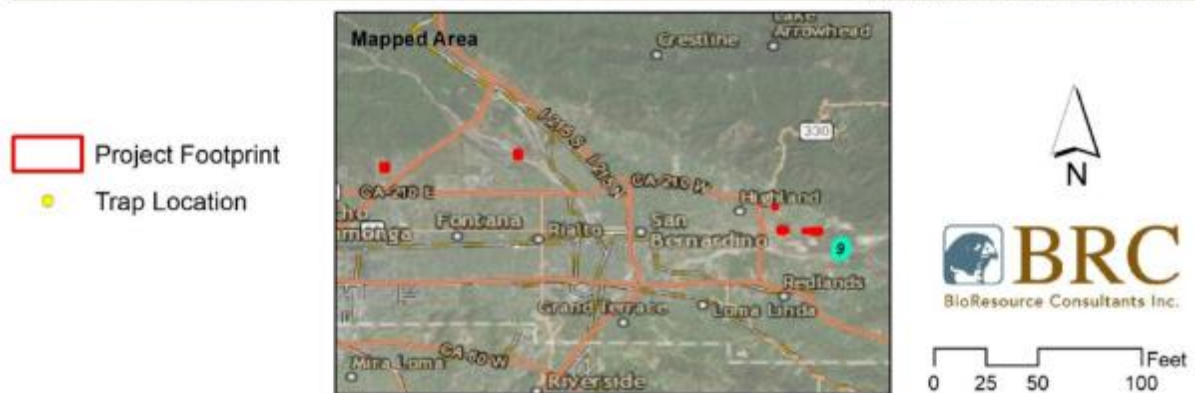 Project Footprint
Trap Location
Mapped Area
Crestline
Lake
Arrowhead
330
I-215 S
I-215 N
CA-210 E
CA-210 W
Highland
Fontana
Rialto
San
Bernardino
9
Redlands
Grand Terrace
Loma Linda
Mira Loma
CA-60 W
Riverside
N
BRC
BioResource Consultants Inc.
Feet
0 25 50 100